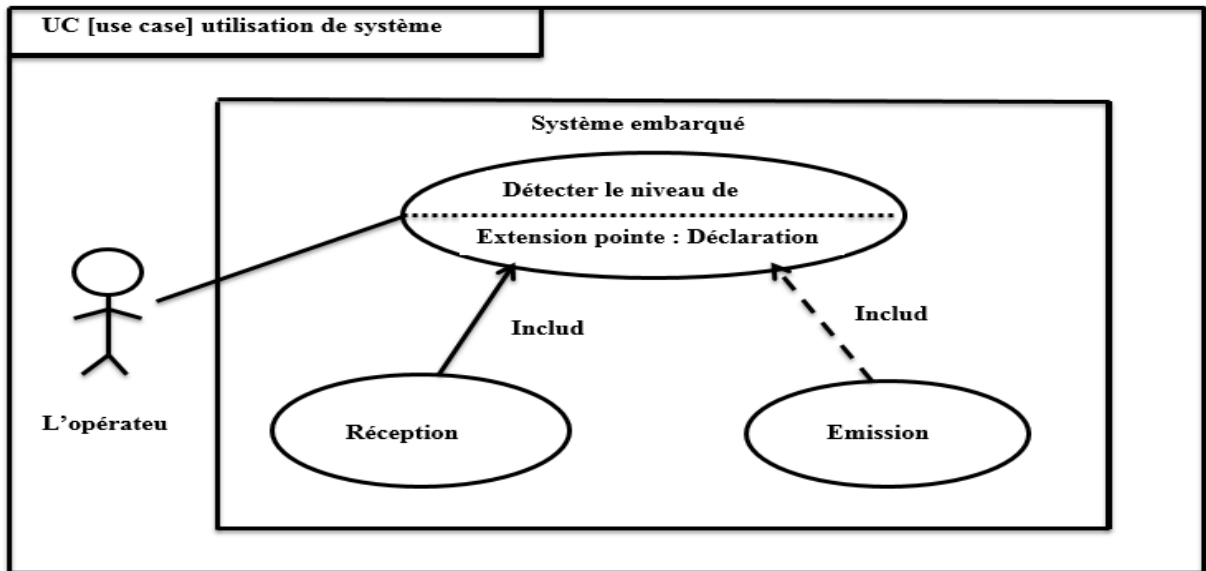 UC [use case] utilisation de système
Système embarqué
Détecter le niveau de
Extension pointe : Déclaration
Includ
Includ
L'opérateu
Réception
Emission